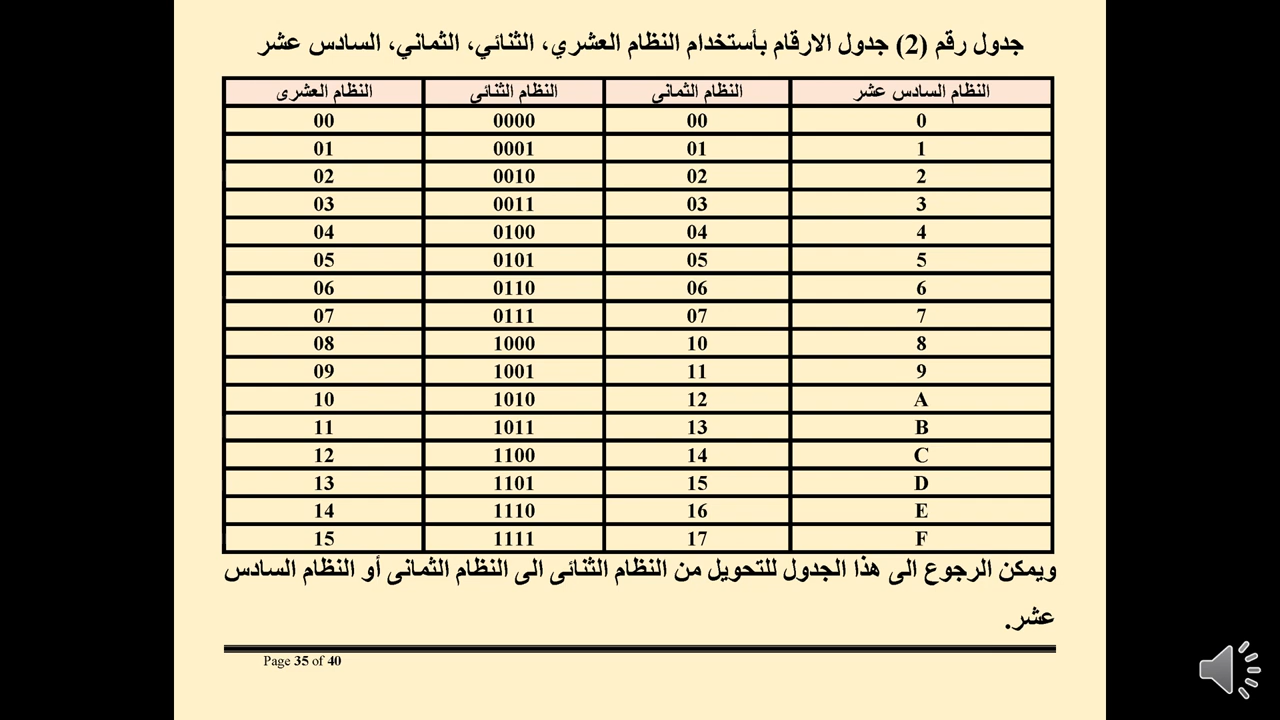 جدول رقم (2) جدول الارقام بأستخدام النظام العشري، الثنائي، الثماني، السادس عشر
النظام العشرى النظام الثنائى النظام الثمانى النظام السادس عشر
00 0000 00 0
01 0001 01 1
02 0010 02 2
03 0011 03 3
04 0100 04 4
05 0101 05 5
06 0110 06 6
07 0111 07 7
08 1000 10 8
09 1001 11 9
10 1010 12 A
11 1011 13 B
12 1100 14 C
13 1101 15 D
14 1110 16 E
15 1111 17 F
ويمكن الرجوع الى هذا الجدول للتحويل من النظام الثنائى الى النظام الثمانى أو النظام السادس
عشر.
Page 35 of 40